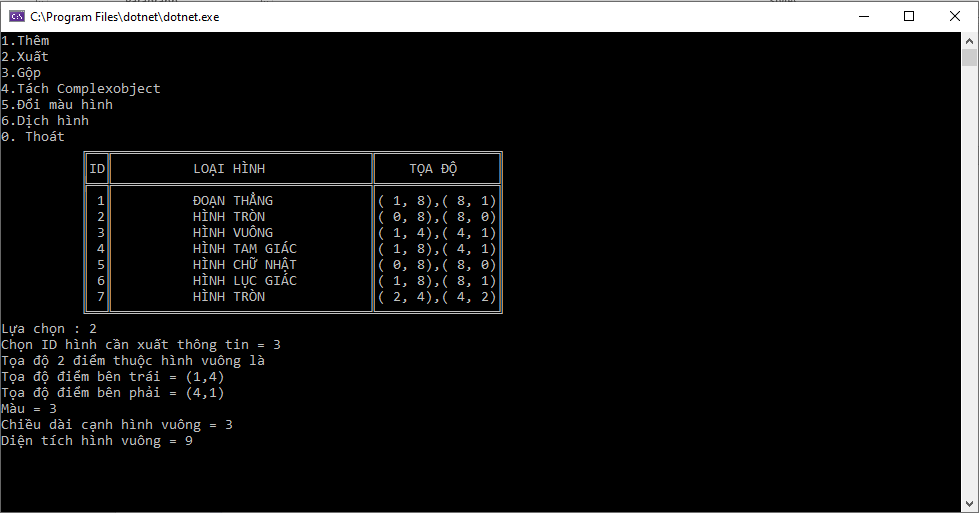 C:\Program Files\dotnet\dotnet.exe
1.Thêm
2.Xuất
3.Gộp
4.Tách Complexobject
5.Đổi màu hình
6.Dịch hình
0. Thoát
ID LOẠI HÌNH TỌA ĐỘ
1 ĐOẠN THẲNG ( 1, 8),( 8, 1)
2 HÌNH TRÒN ( 0, 8),( 8, 0)
3 HÌNH VUÔNG ( 1, 4),( 4, 1)
4 HÌNH TAM GIÁC ( 1, 8),( 4, 1)
5 HÌNH CHỮ NHẬT ( 0, 8),( 8, 0)
6 HÌNH LỤC GIÁC ( 1, 8),( 8, 1)
7 HÌNH TRÒN ( 2, 4),( 4, 2)
Lựa chọn : 2
Chọn ID hình cần xuất thông tin = 3
Tọa độ 2 điểm thuộc hình vuông là
Tọa độ điểm bên trái = (1,4)
Tọa độ điểm bên phải = (4,1)
Màu = 3
Chiều dài cạnh hình vuông = 3
Diện tích hình vuông = 9